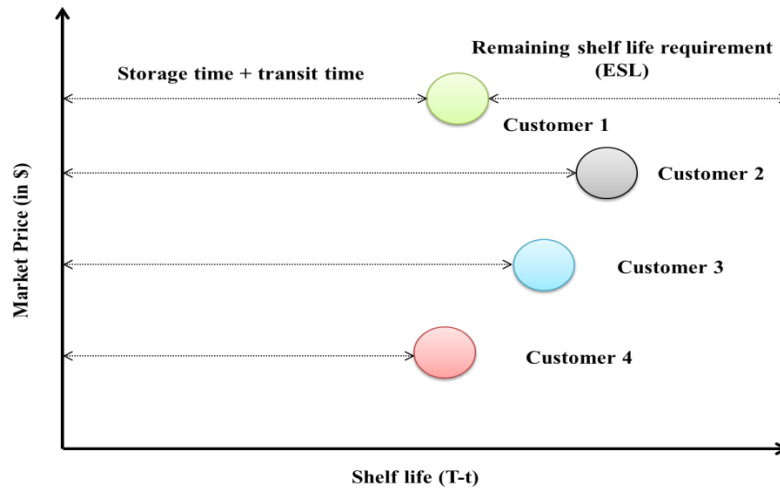 Remaining shelf life requirement
(ESL)
Storage time + transit time
Customer 1
Customer 2
Customer 3
Customer 4
Market Price (in $)
Shelf life (T-t)